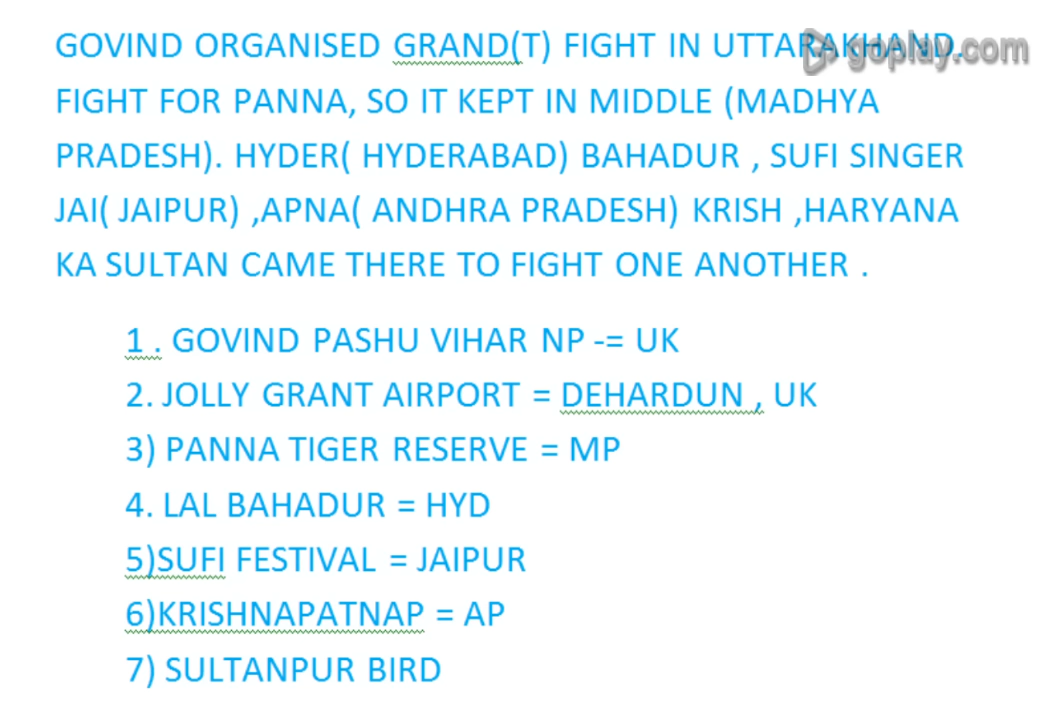 GOVIND ORGANISED GRAND(T) FIGHT IN UTTARAKHAND.
goplay.com
FIGHT FOR PANNA, SO IT KEPT IN MIDDLE (MADHYA
PRADESH). HYDER( HYDERABAD) BAHADUR , SUFI SINGER
JAI( JAIPUR) ,APNA( ANDHRA PRADESH) KRISH ,HARYANA
KA SULTAN CAME THERE TO FIGHT ONE ANOTHER .
1 . GOVIND PASHU VIHAR NP -= UK
2. JOLLY GRANT AIRPORT = DEHARDUN , UK
3) PANNA TIGER RESERVE = MP
4. LAL BAHADUR = HYD
5)SUFI FESTIVAL = JAIPUR
6)KRISHNAPATNAP = AP
7) SULTANPUR BIRD